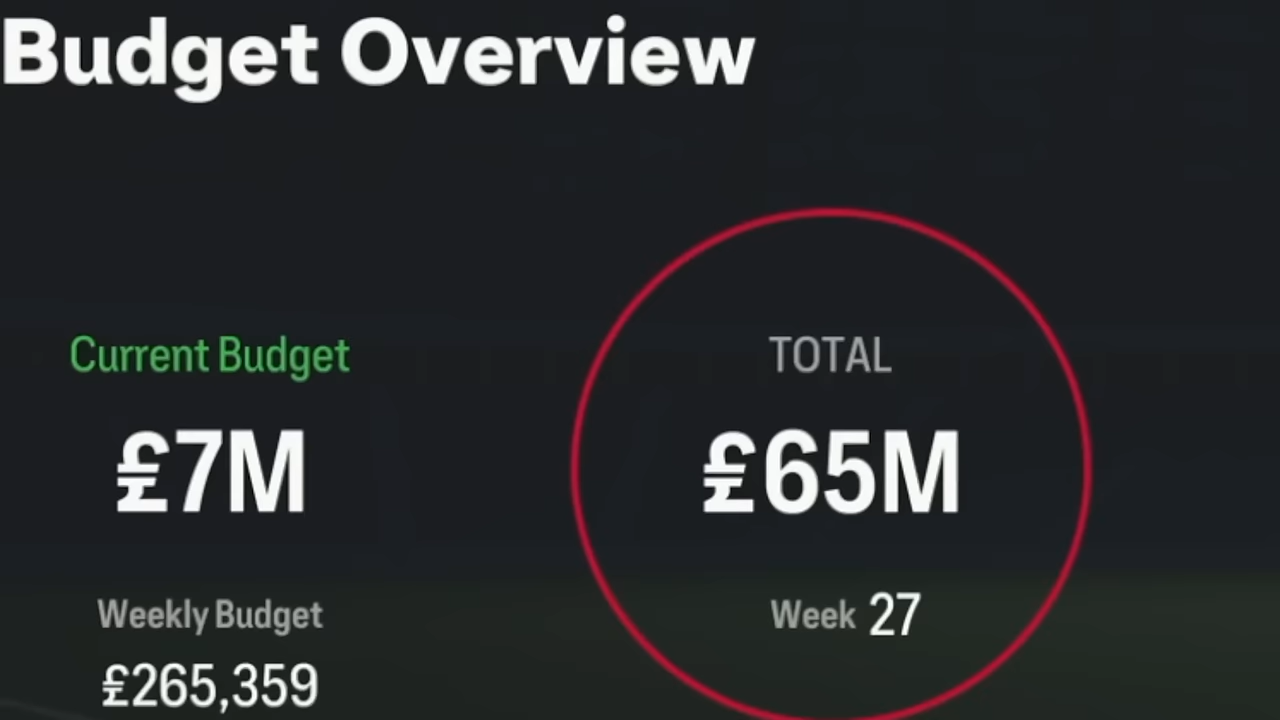 Budget Overview
Current Budget
£7M
Weekly Budget
£265,359
TOTAL
£65M
Week 27